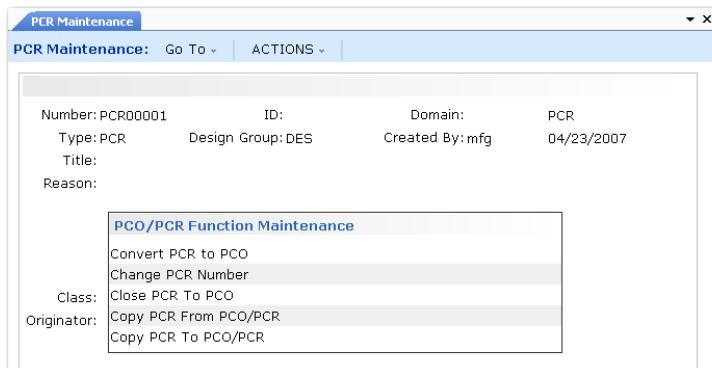 PCR Maintenance
PCR Maintenance: Go To ACTIONS
Number: PCR00001 ID: Domain: PCR
Type: PCR Design Group: DES Created By: mfg 04/23/2007
Title:
Reason:
PCO/PCR Function Maintenance
Convert PCR to PCO
Change PCR Number
Class: Close PCR To PCO
Originator: Copy PCR From PCO/PCR
Copy PCR To PCO/PCR